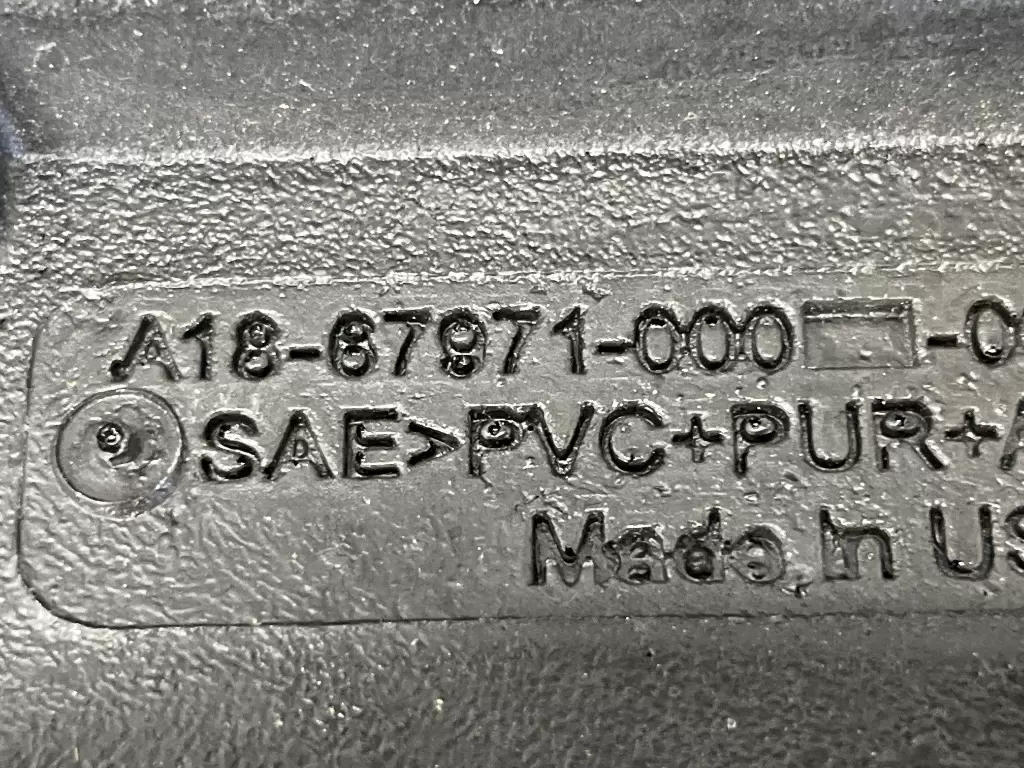 A18-67971-000 -0
SAE>PVC+PUR+A
Made In US